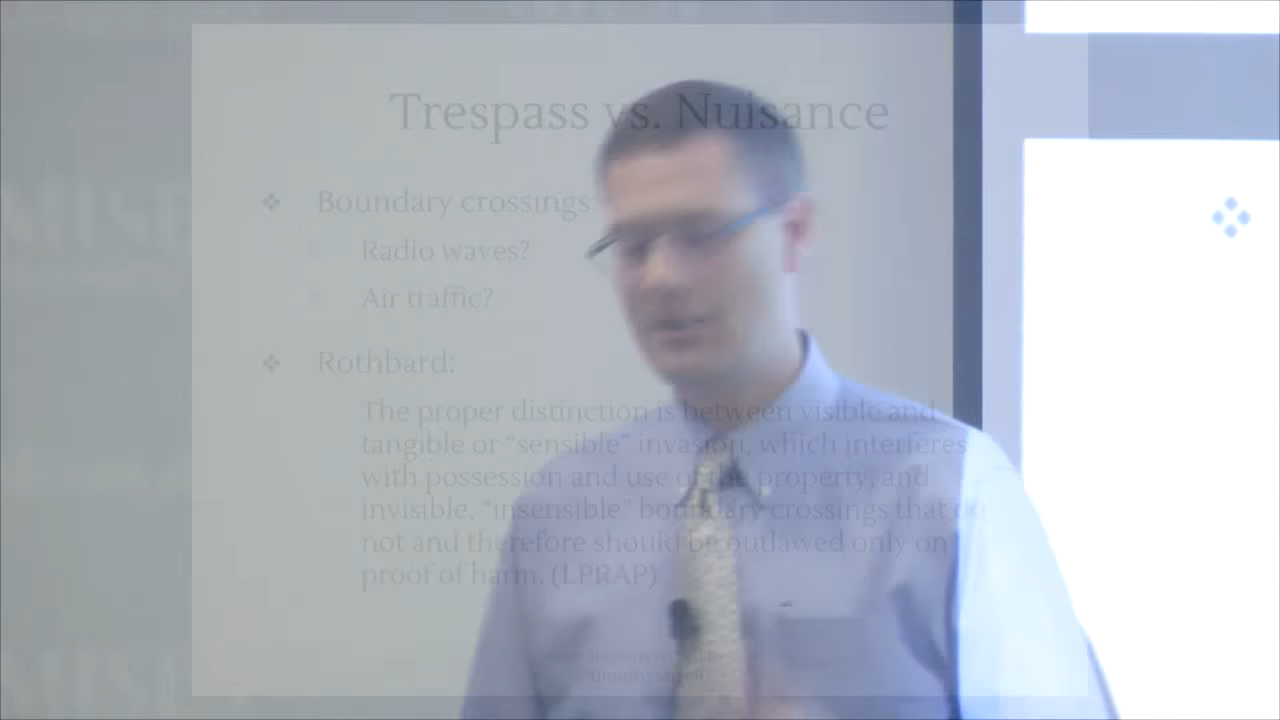 Trespass vs. Nuisance
Boundary crossings:
Radio waves?
Air traffic?
Rothbard:
The proper distinction is between visible and
tangible or “sensible” invasion, which interferes
with possession and use of the property, and
invisible, “insensible” boundary crossings that do
not and therefore should be outlawed only on
proof of harm. (LPRAP)